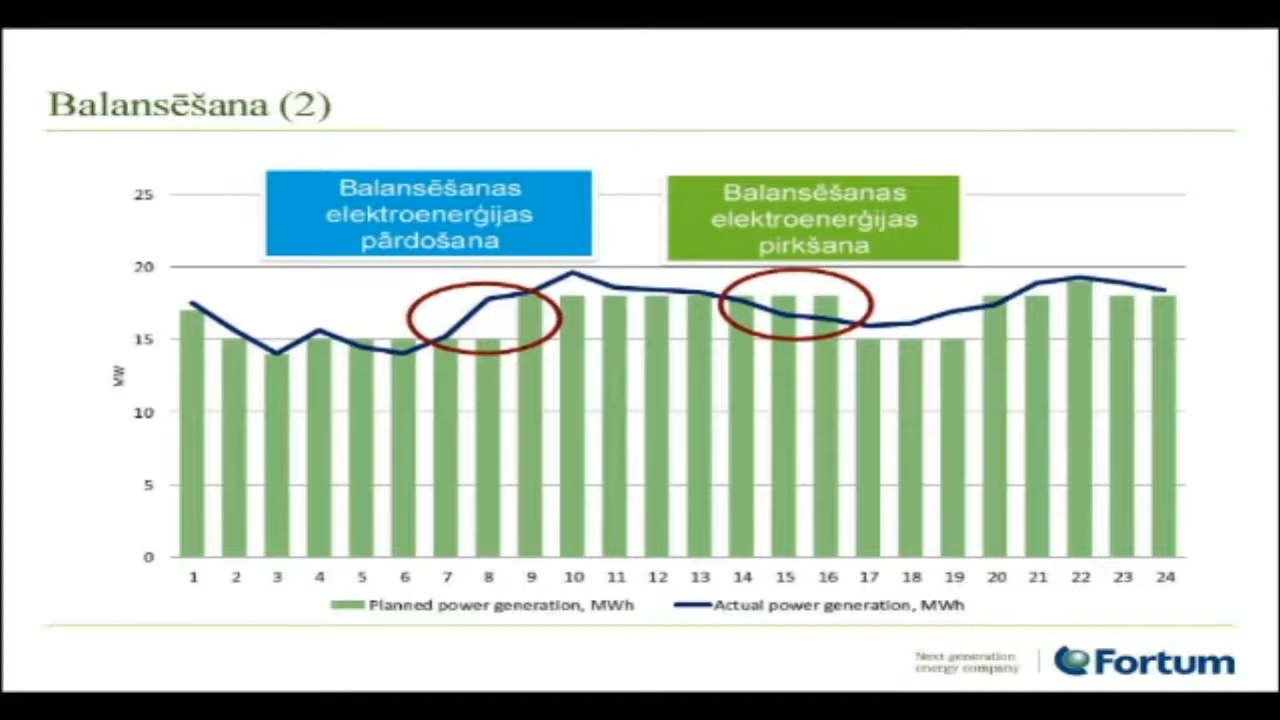 Balansēšana (2)
Balansēšanas
elektroenerģijas
pārdošana
Balansēšanas
elektroenerģijas
pirkšana
25
20
15
10
5
0
MW
1 2 3 4 5 6 7 8 9 10 11 12 13 14 15 16 17 18 19 20 21 22 23 24
Planned power generation, MWh Actual power generation, MWh
Next generation
energy company
Fortum